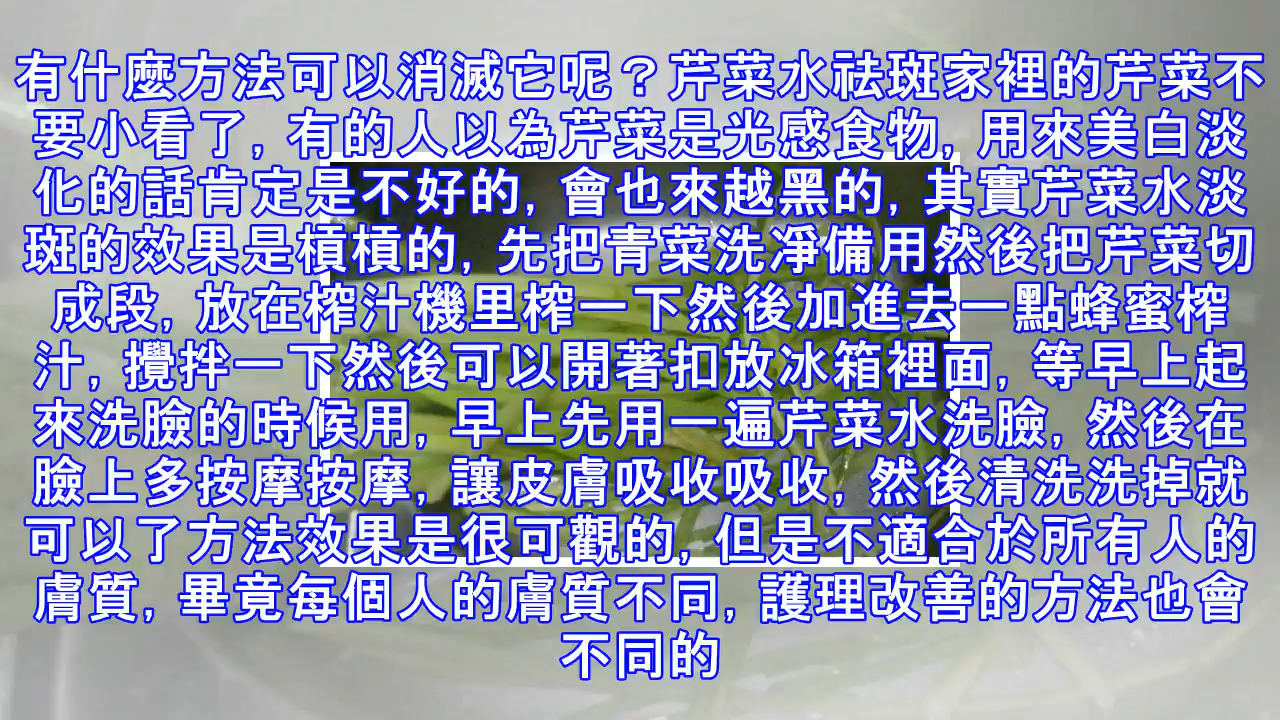 有什麼方法可以消滅它呢？芹菜水祛斑家裡的芹菜不
要小看了, 有的人以為芹菜是光感食物, 用來美白淡
化的話肯定是不好的, 會也來越黑的, 其實芹菜水淡
斑的效果是槓槓的, 先把青菜洗凈備用然後把芹菜切
成段, 放在榨汁機里榨一下然後加進去一點蜂蜜榨
汁, 攪拌一下然後可以開著扣放冰箱裡面, 等早上起
來洗臉的時候用, 早上先用一遍芹菜水洗臉, 然後在
臉上多按摩按摩, 讓皮膚吸收吸收, 然後清洗洗掉就
可以了方法效果是很可觀的, 但是不適合於所有人的
膚質, 畢竟每個人的膚質不同, 護理改善的方法也會
不同的